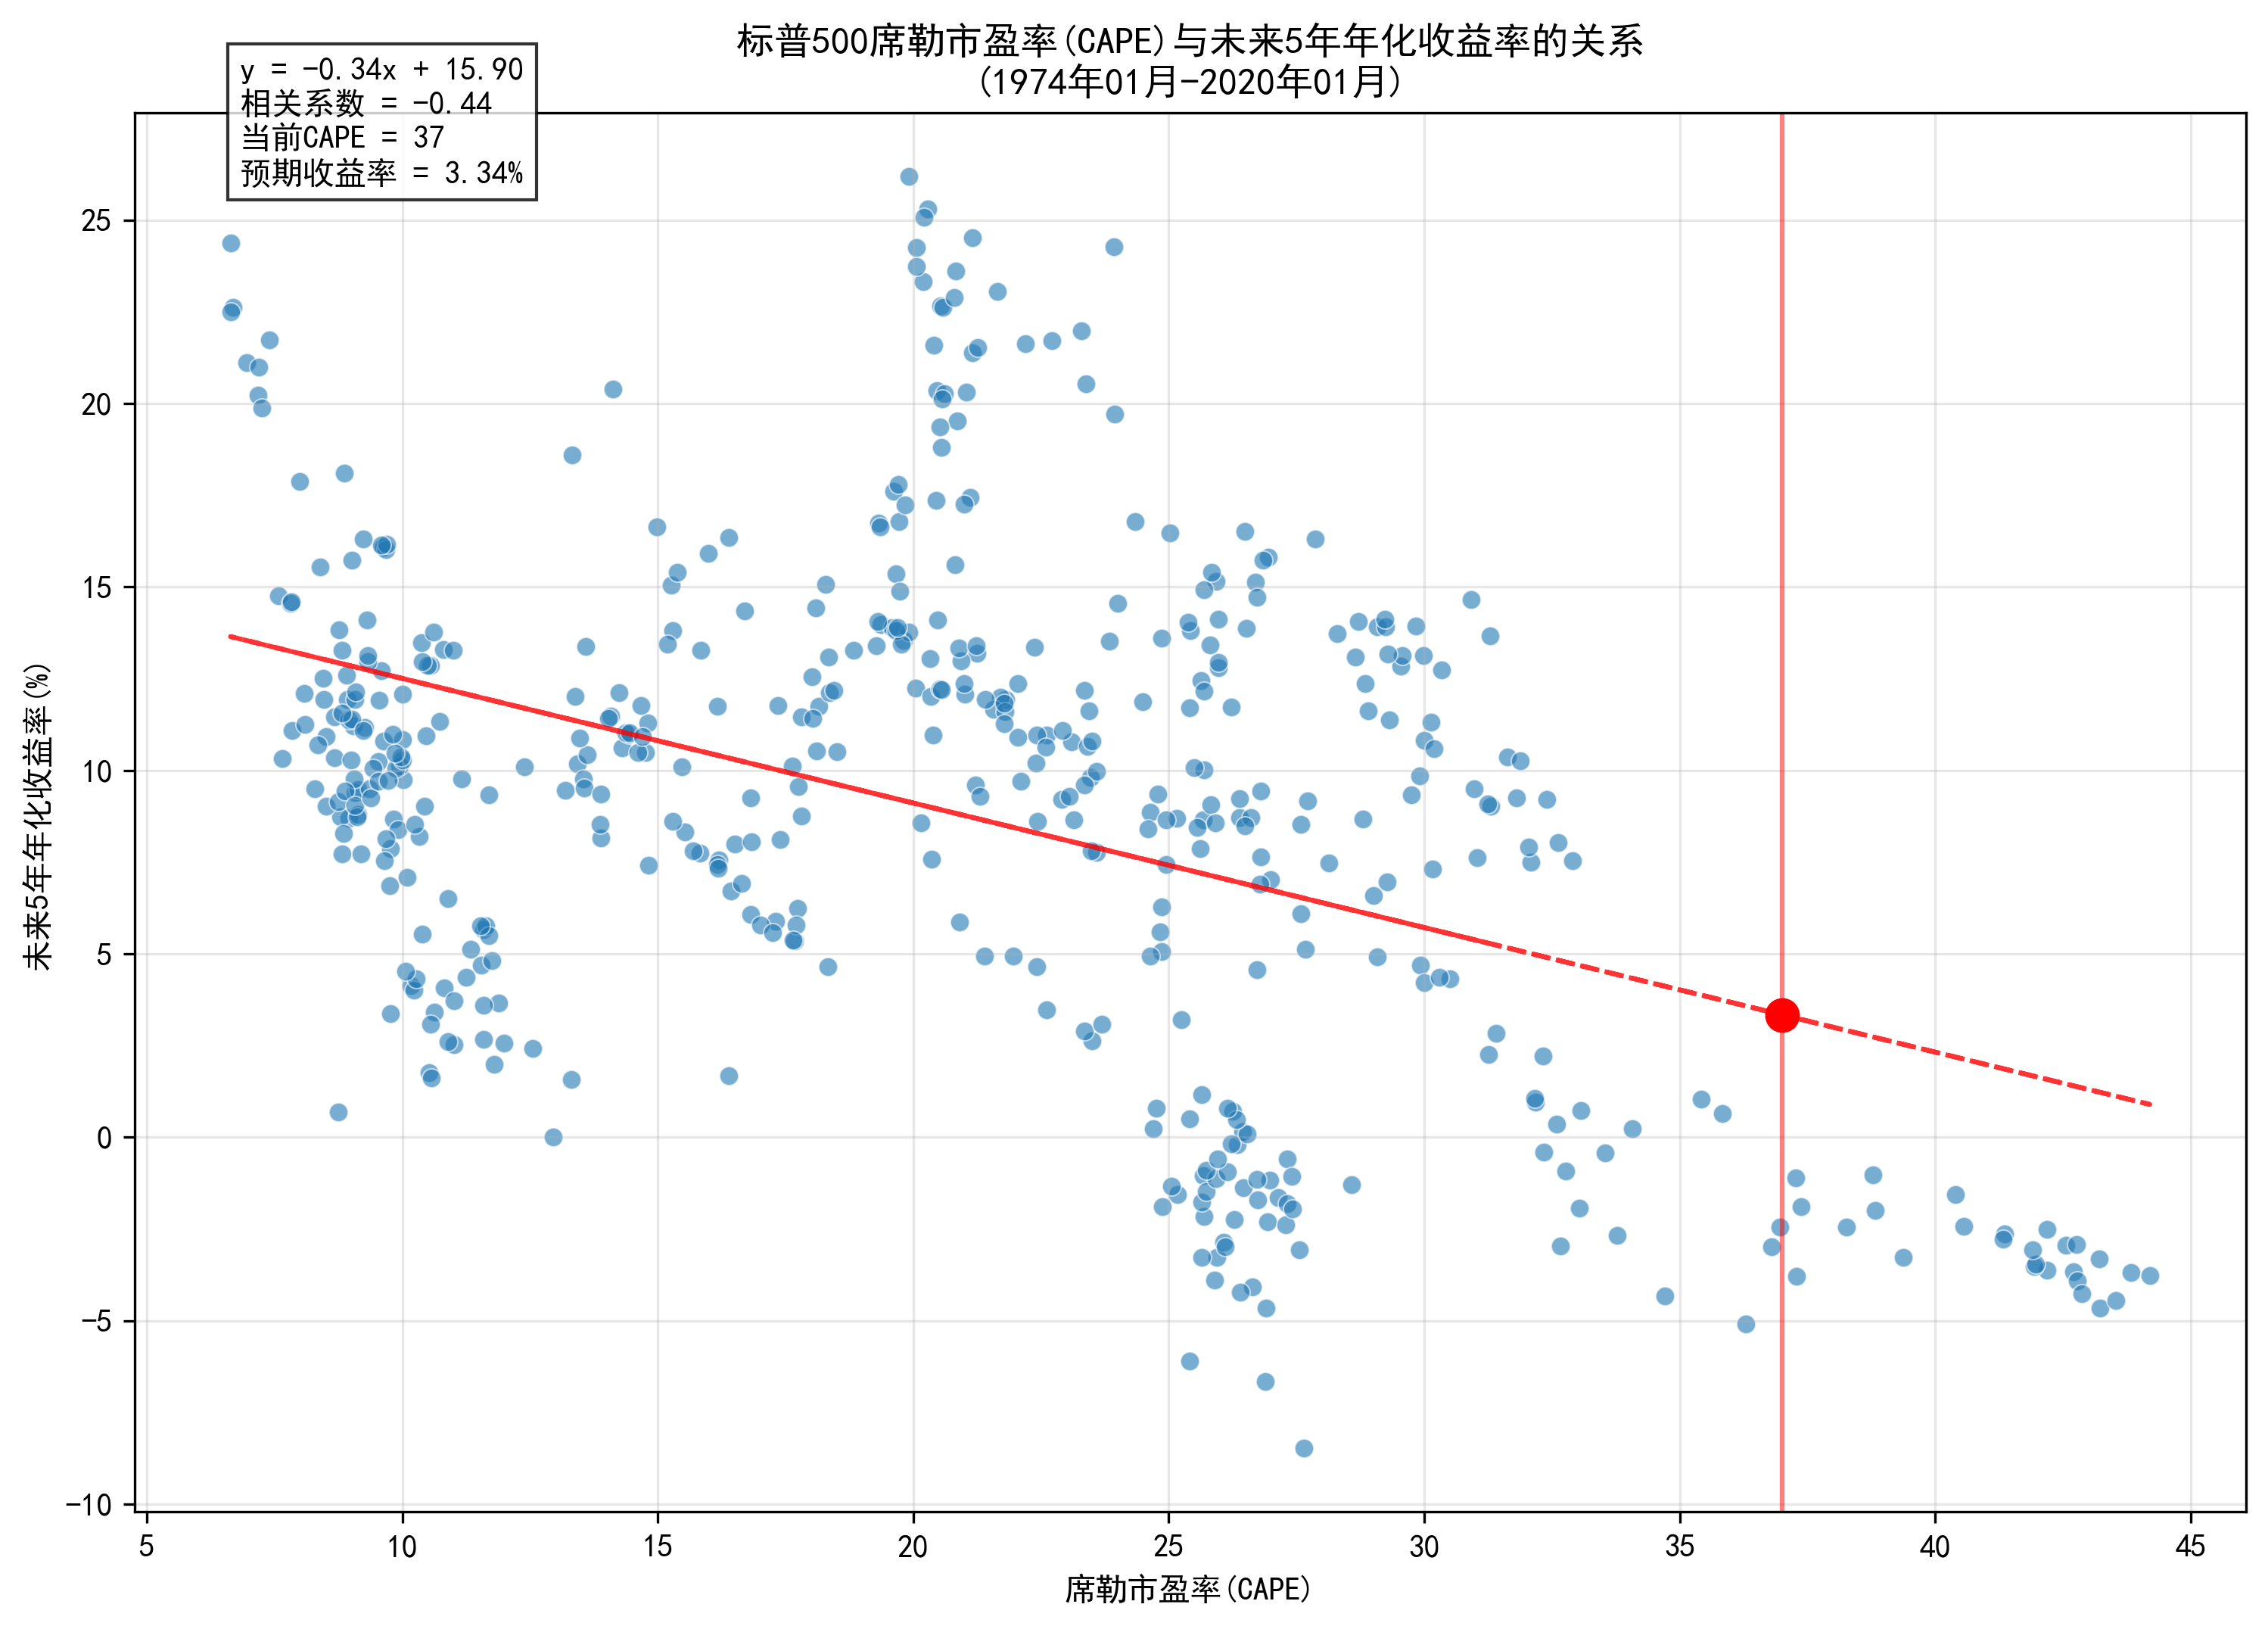 标普500席勒市盈率(CAPE)与未来5年年化收益率的关系
(1974年01月-2020年01月)
y = -0.34x + 15.90
相关系数 = -0.44
当前CAPE = 37
预期收益率 = 3.34%
未来5年年化收益率(%)
25
20
15
10
5
0
-5
-10
5 10 15 20 25 30 35 40 45
席勒市盈率(CAPE)